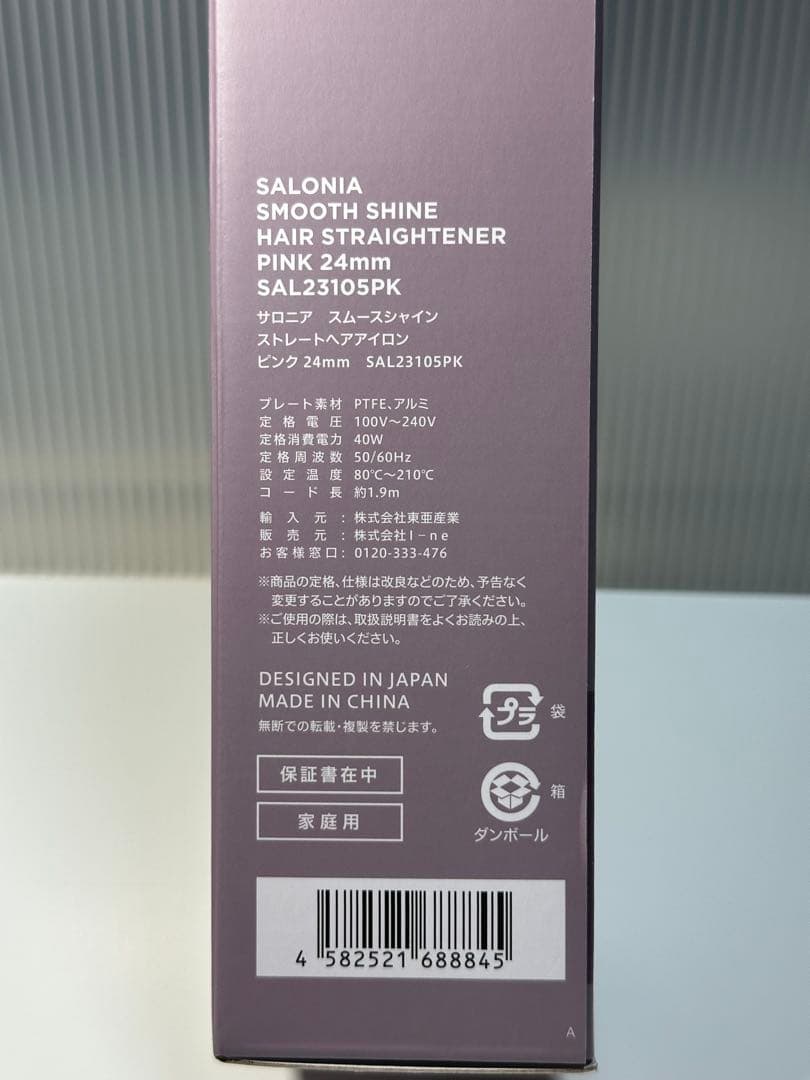 SALONIA
SMOOTH SHINE
HAIR STRAIGHTENER
PINK 24mm
SAL23105PK
サロニア スムースシャイン
ストレートヘアアイロン
ピンク 24mm SAL23105PK
プレート素材 PTFE、アルミ
定格電圧 100V〜240V
定格消費電力 40W
定格周波数 50/60Hz
設定温度 80℃〜210℃
コード長 約1.9m
輸入元：株式会社東亜産業
販売元：株式会社I－ne
お客様窓口：0120-333-476
※商品の定格、仕様は改良などのため、予告なく
変更することがありますのでご了承ください。
※ご使用の際は、取扱説明書をよくお読みの上、
正しくお使いください。
DESIGNED IN JAPAN
MADE IN CHINA
無断での転載・複製を禁じます。
プラ 袋
保証書在中
箱
家庭用
ダンボール
4 582521 688845
A